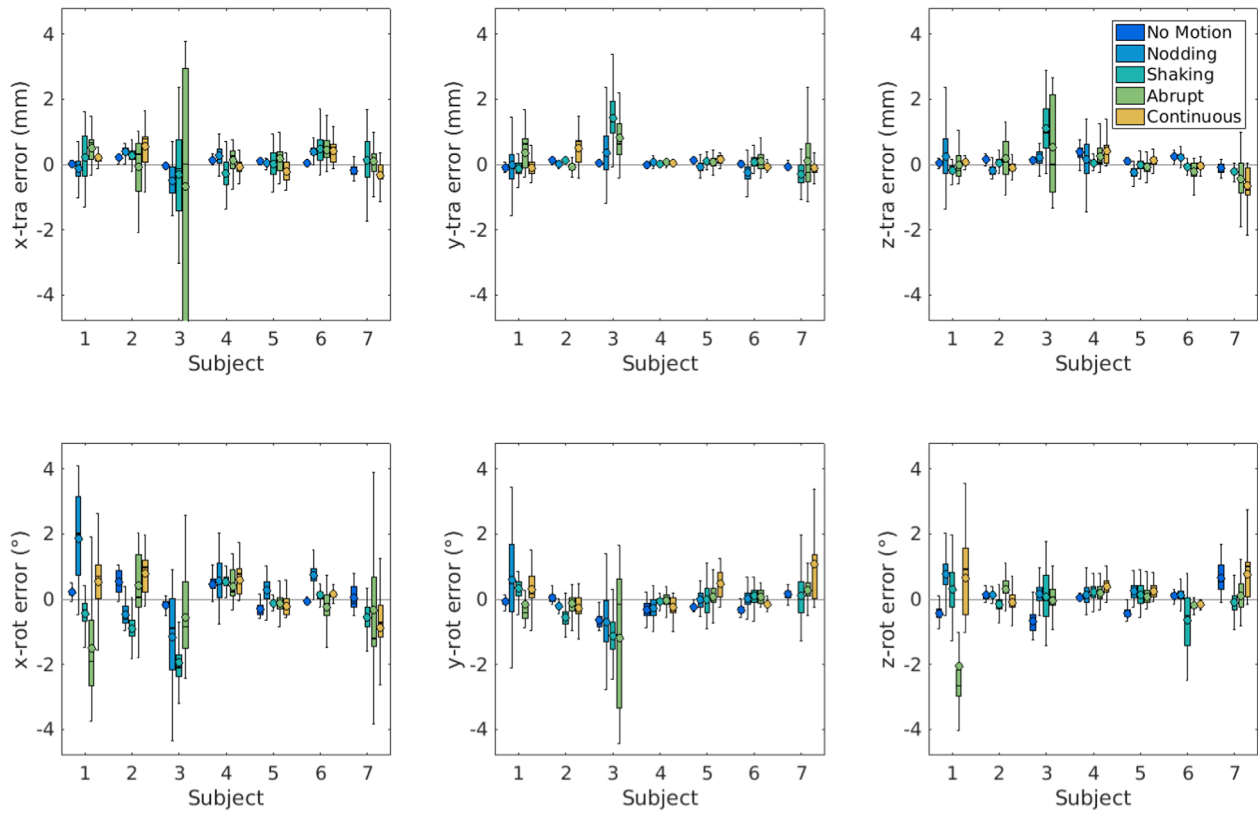 x-tra error (mm)
4
2
0
-2
-4
1 2 3 4 5 6 7
Subject
y-tra error (mm)
4
2
0
-2
-4
1 2 3 4 5 6 7
Subject
z-tra error (mm)
4
2
0
-2
-4
1 2 3 4 5 6 7
Subject
No Motion
Nodding
Shaking
Abrupt
Continuous
x-rot error (°)
4
2
0
-2
-4
1 2 3 4 5 6 7
Subject
y-rot error (°)
4
2
0
-2
-4
1 2 3 4 5 6 7
Subject
z-rot error (°)
4
2
0
-2
-4
1 2 3 4 5 6 7
Subject